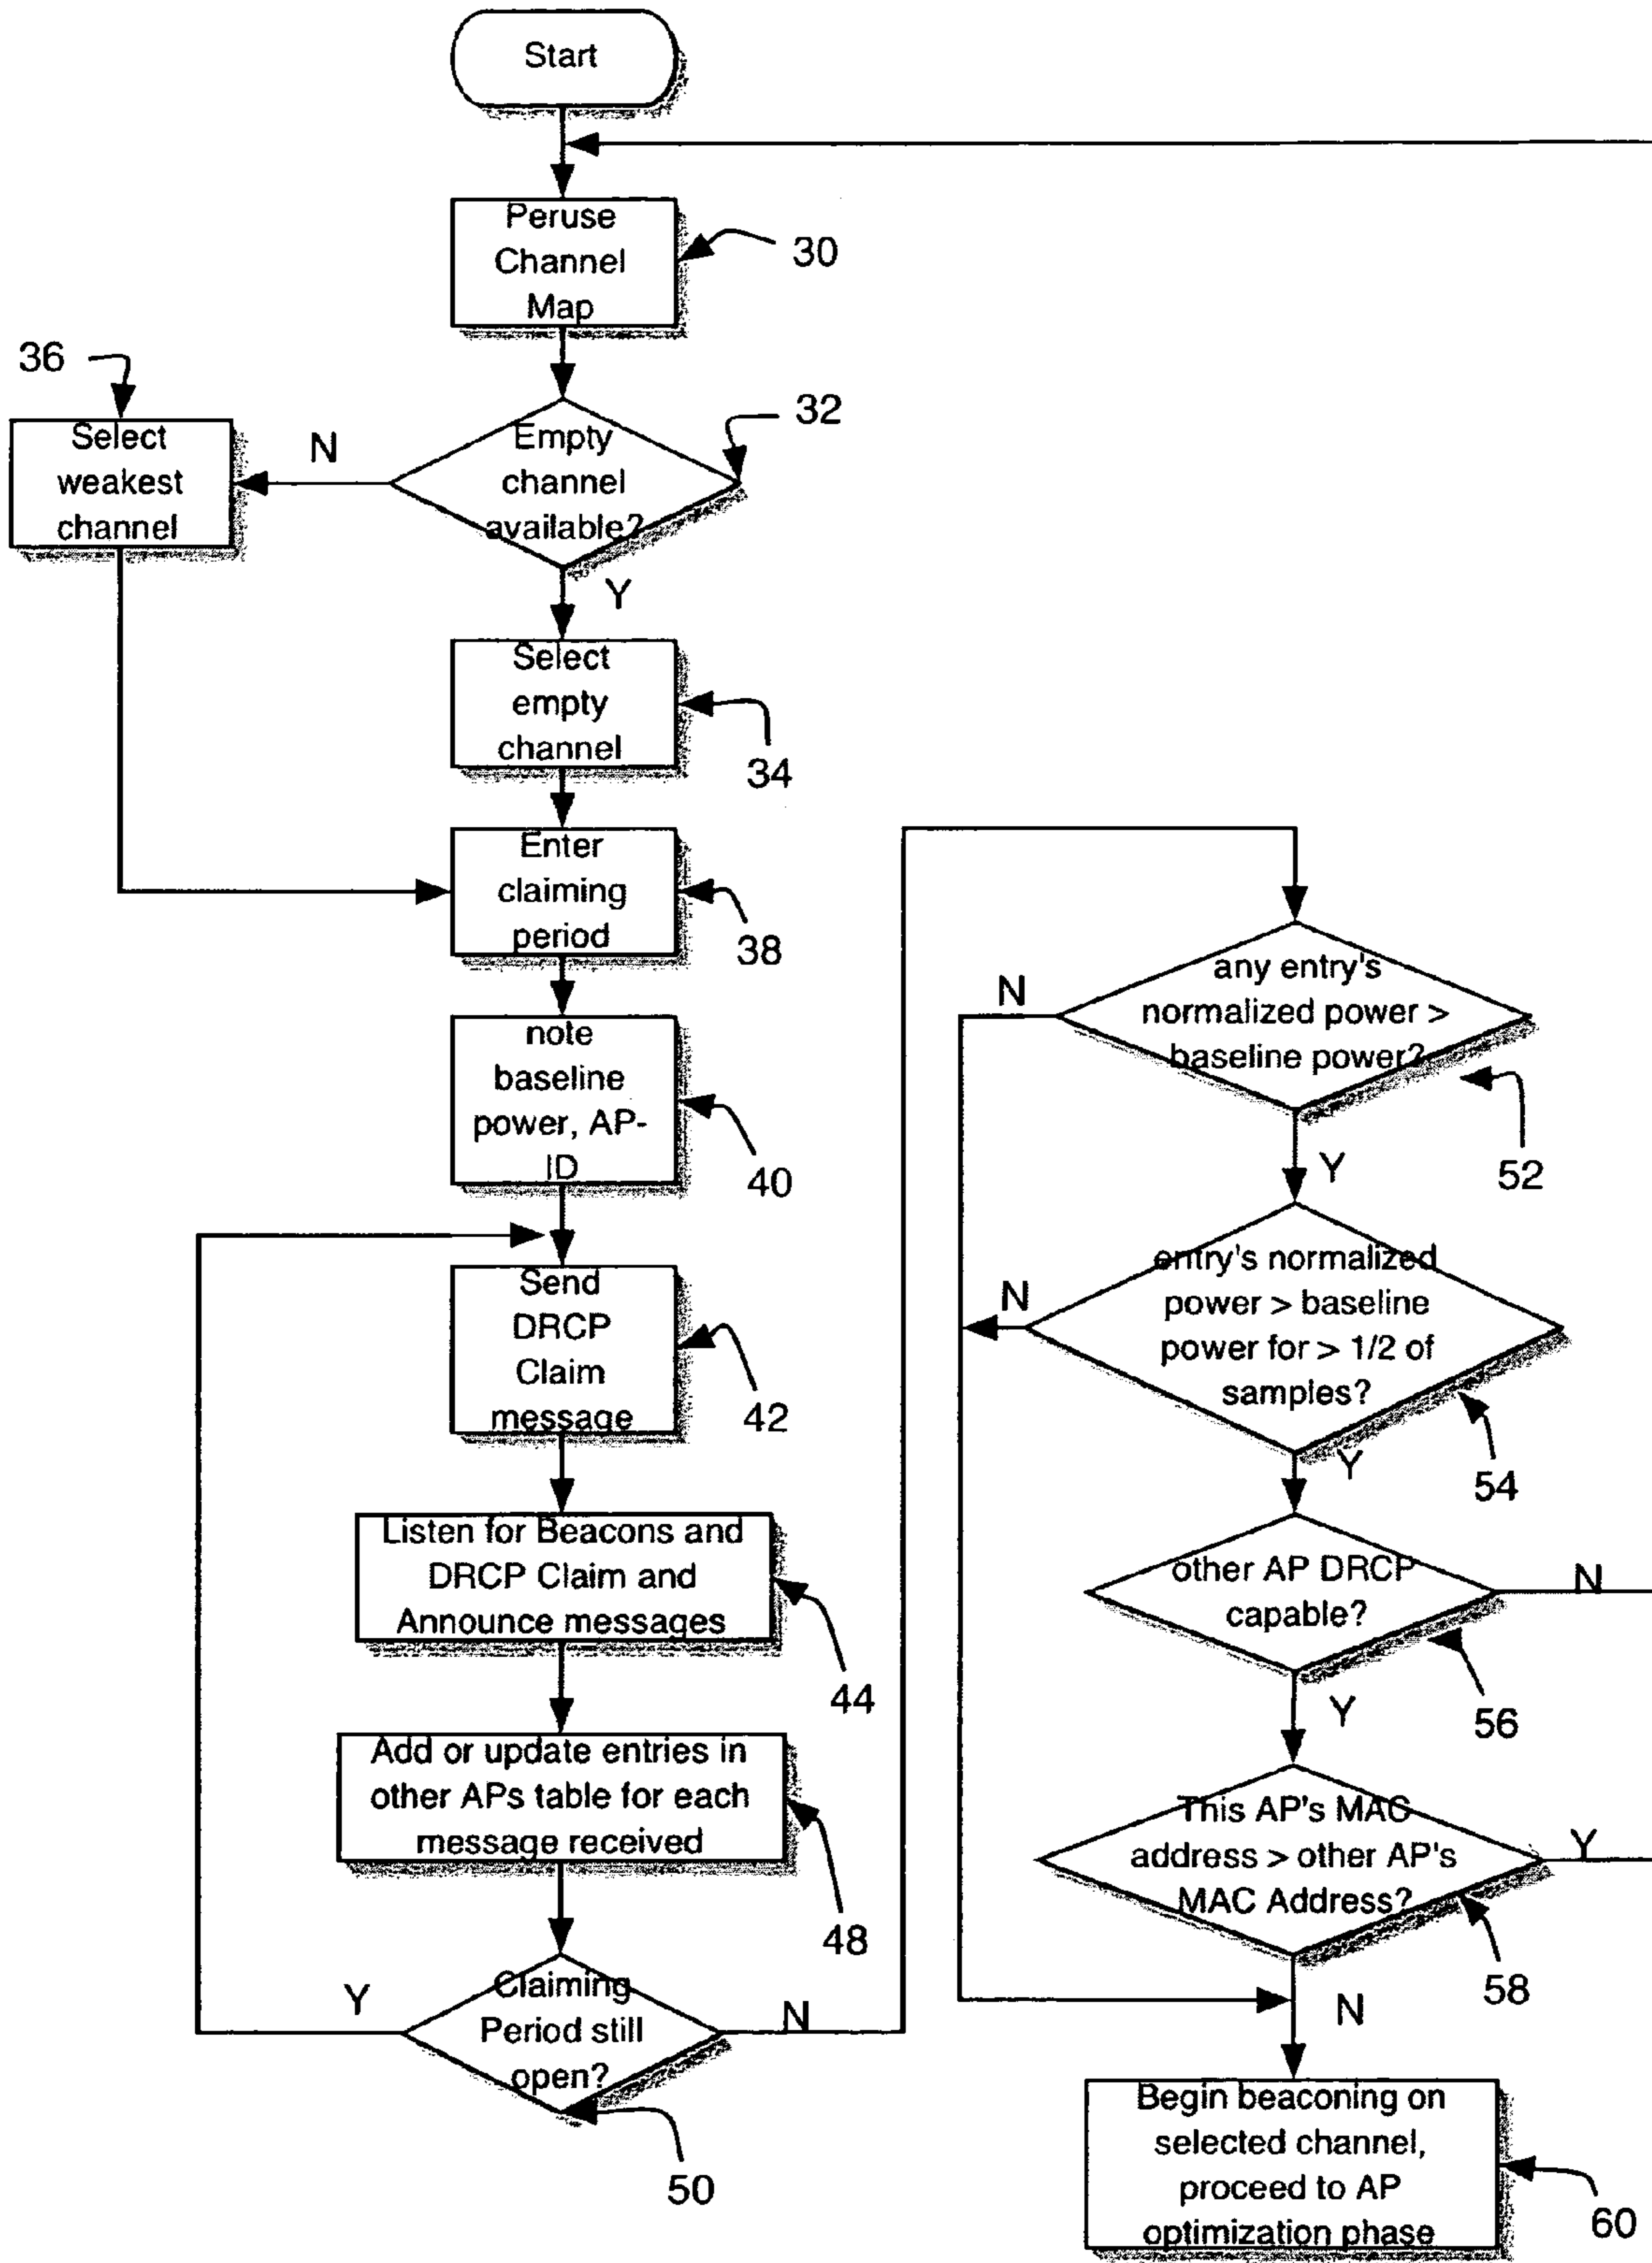 Start
Peruse
Channel
Map
30
36
Select
weakest
channel
N
Empty
channel
available?
32
Y
Select
empty
channel
34
Enter
claiming
period
38
note
baseline
power, AP-
ID
40
Send
DRCP
Claim
message
42
Listen for Beacons and
DRCP Claim and
Announce messages
44
Add or update entries in
other APs table for each
message received
48
Y
Claiming
Period still
open?
N
50
N
any entry's
normalized power >
baseline power?
52
Y
N
entry's normalized
power > baseline
power for > 1/2 of
samples?
54
Y
other AP DRCP
capable?
N
56
Y
This AP's MAC
address > other AP's
MAC Address?
Y
58
N
Begin beaconing on
selected channel,
proceed to AP
optimization phase
60